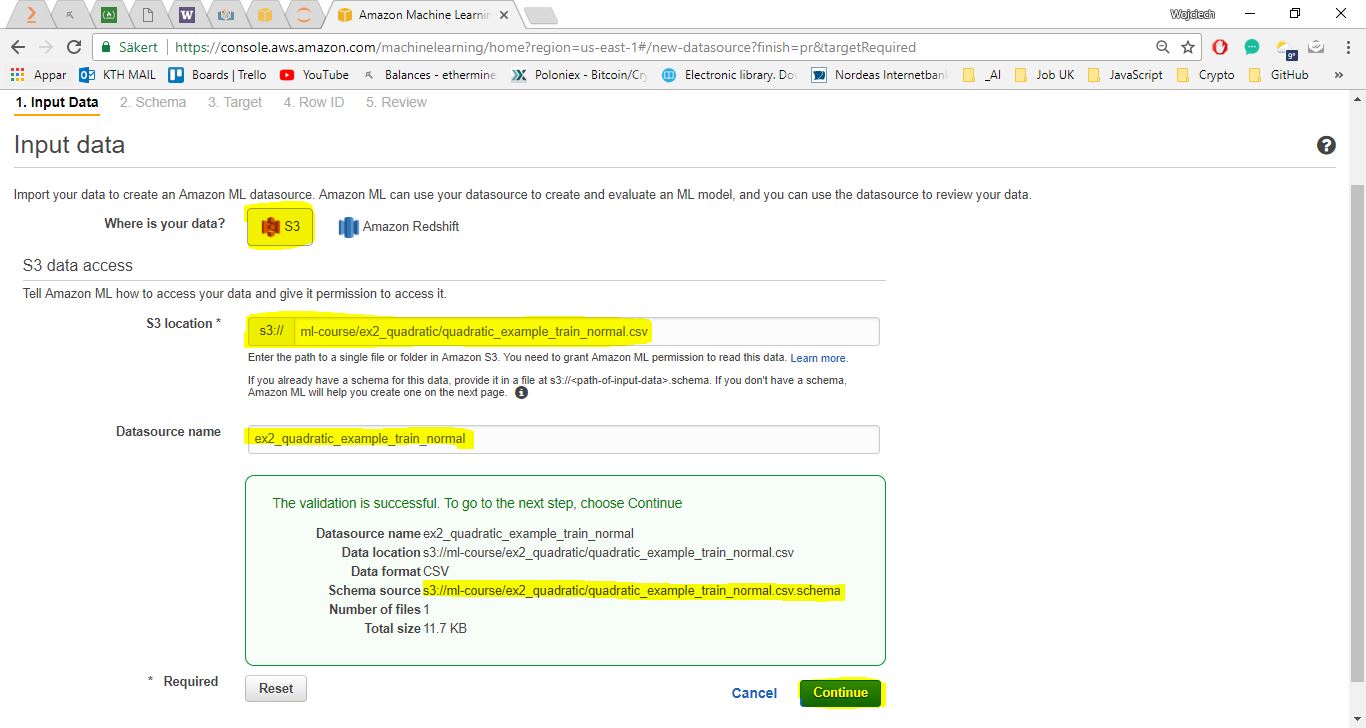 Amazon Machine Learnin
Wojciech
Säkert
https://console.aws.amazon.com/machinelearning/home?region=us-east-1#/new-datasource?finish=pr&targetRequired
9°
Appar KTH MAIL Boards | Trello YouTube Balances - ethermine Poloniex - Bitcoin/Cry Electronic library. Do Nordeas Internetbank _AI Job UK JavaScript Crypto GitHub »
1. Input Data 2. Schema 3. Target 4. Row ID 5. Review
Input data
Import your data to create an Amazon ML datasource. Amazon ML can use your datasource to create and evaluate an ML model, and you can use the datasource to review your data.
Where is your data? S3 Amazon Redshift
S3 data access
Tell Amazon ML how to access your data and give it permission to access it.
S3 location * s3:// ml-course/ex2_quadratic/quadratic_example_train_normal.csv
Enter the path to a single file or folder in Amazon S3. You need to grant Amazon ML permission to read this data. Learn more.
If you already have a schema for this data, provide it in a file at s3://<path-of-input-data>.schema. If you don't have a schema,
Amazon ML will help you create one on the next page.
Datasource name ex2_quadratic_example_train_normal
The validation is successful. To go to the next step, choose Continue
Datasource name ex2_quadratic_example_train_normal
Data location s3://ml-course/ex2_quadratic/quadratic_example_train_normal.csv
Data format CSV
Schema source s3://ml-course/ex2_quadratic/quadratic_example_train_normal.csv.schema
Number of files 1
Total size 11.7 KB
* Required Reset Cancel Continue